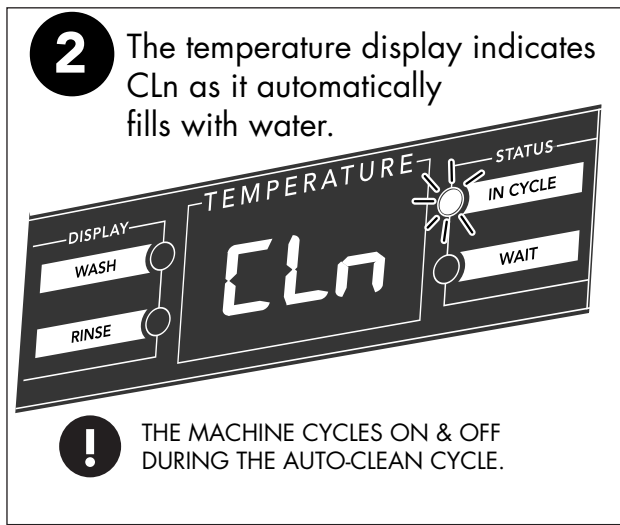 2
The temperature display indicates
CLn as it automatically
fills with water.
TEMPERATURE
STATUS
IN CYCLE
DISPLAY
WASH
CLn
WAIT
RINSE
!
THE MACHINE CYCLES ON & OFF
DURING THE AUTO-CLEAN CYCLE.